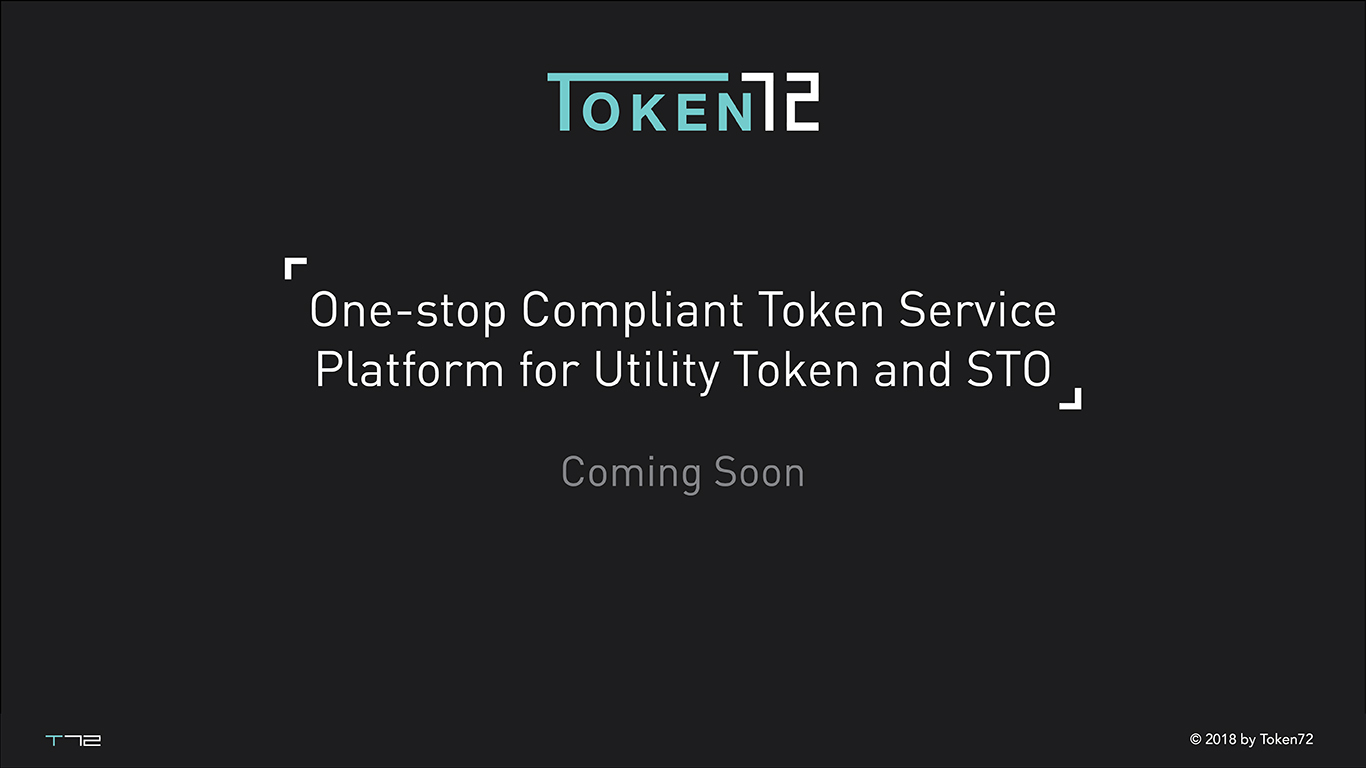 TOKEN72
One-stop Compliant Token Service
Platform for Utility Token and STO
Coming Soon
T72
© 2018 by Token72